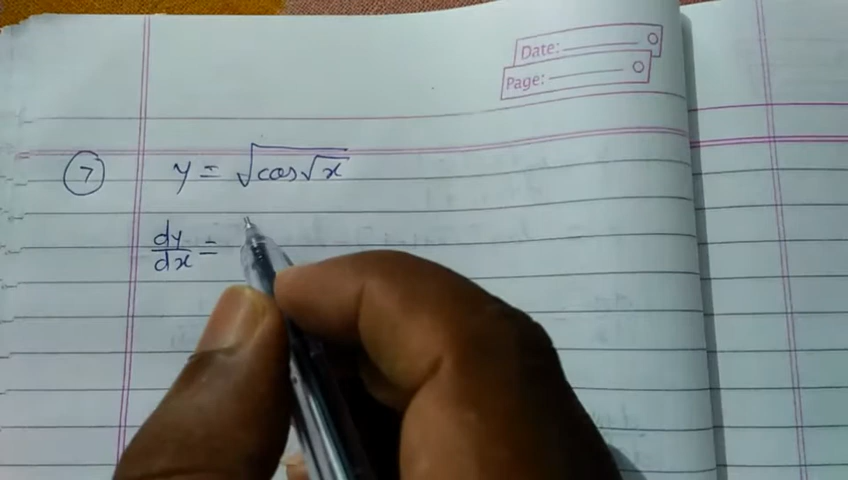 Date:
Page:
7 y = √cos√x
dy/dx =